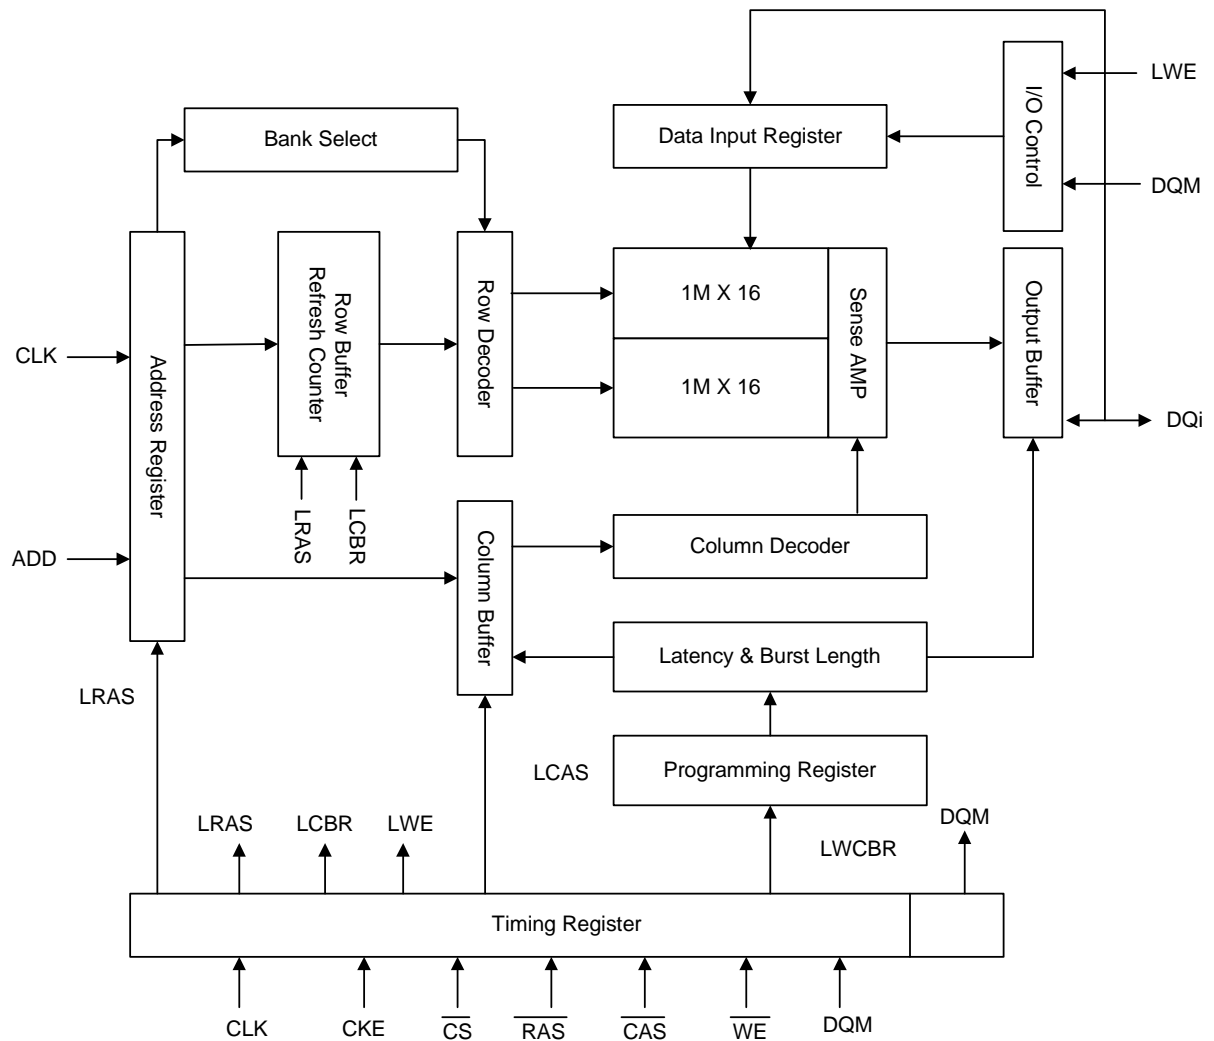 LWE
I/O Control
Bank Select
Data Input Register
DQM
Row Buffer
Refresh Counter
Row Decoder
1M X 16
Sense AMP
Output Buffer
CLK
Address Register
1M X 16
DQi
LRAS
LCBR
ADD
Column Buffer
Column Decoder
Latency & Burst Length
LRAS
LCAS
Programming Register
LRAS
LCBR
LWE
LWCBR
DQM
Timing Register
CLK
CKE
CS
RAS
CAS
WE
DQM